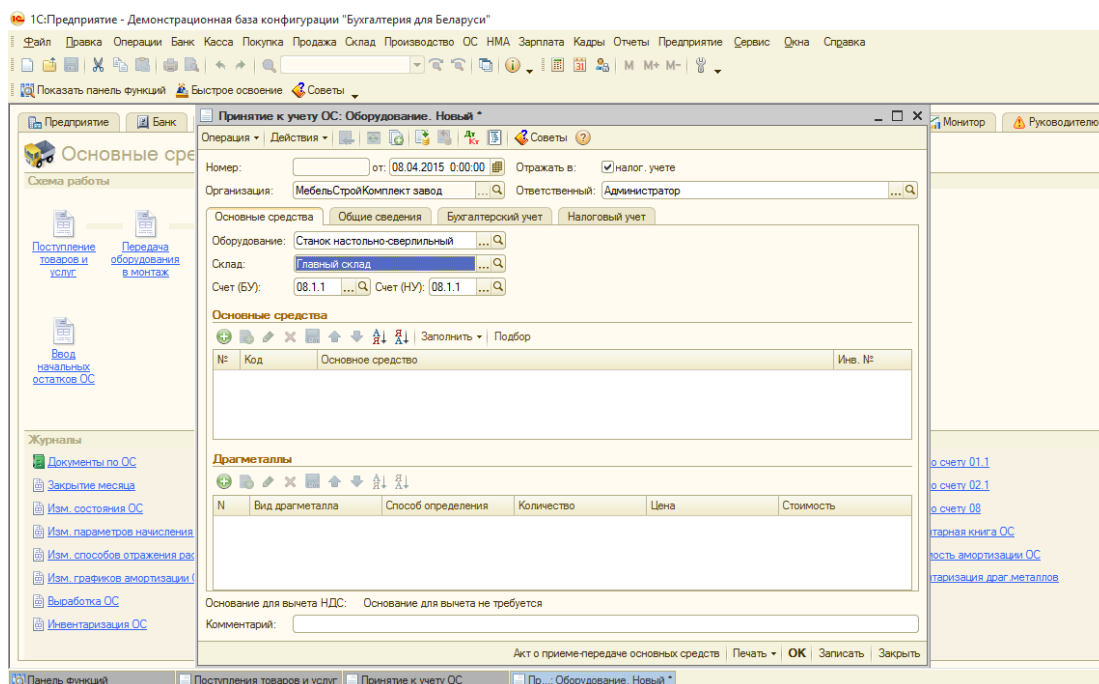 1С:Предприятие - Демонстрационная база конфигурации "Бухгалтерия для Беларуси"
Файл Правка Операции Банк Касса Покупка Продажа Склад Производство ОС НМА Зарплата Кадры Отчеты Предприятие Сервис Окна Справка
M M+ M-
Показать панель функций Быстрое освоение Советы
Предприятие Банк
Монитор Руководителю
Основные сре
Схема работы
Поступление товаров и услуг
Передача оборудования в монтаж
Ввод начальных остатков ОС
Журналы
Документы по ОС
Закрытие месяца
Изм. состояния ОС
Изм. параметров начисления
Изм. способов отражения рас
Изм. графиков амортизации
Выработка ОС
Инвентаризация ОС
Принятие к учету ОС: Оборудование. Новый *
Операция Действия Советы
Номер: от: 08.04.2015 0:00:00 Отражать в: налог. учете
Организация: МебельСтройКомплект завод Ответственный: Администратор
Основные средства Общие сведения Бухгалтерский учет Налоговый учет
Оборудование: Станок настольно-сверлильный
Склад: Главный склад
Счет (БУ): 08.1.1 Счет (НУ): 08.1.1
Основные средства
Заполнить Подбор
№ Код Основное средство Инв. №
Драгметаллы
N Вид драгметалла Способ определения Количество Цена Стоимость
Основание для вычета НДС: Основание для вычета не требуется
Комментарий:
Акт о приеме-передаче основных средств Печать OK Записать Закрыть
о счету 01.1
о счету 02.1
о счету 08
тарная книга ОС
ость амортизации ОС
таризация драг.металлов
Панель функций Поступления товаров и услуг Принятие к учету ОС Пр...: Оборудование. Новый *